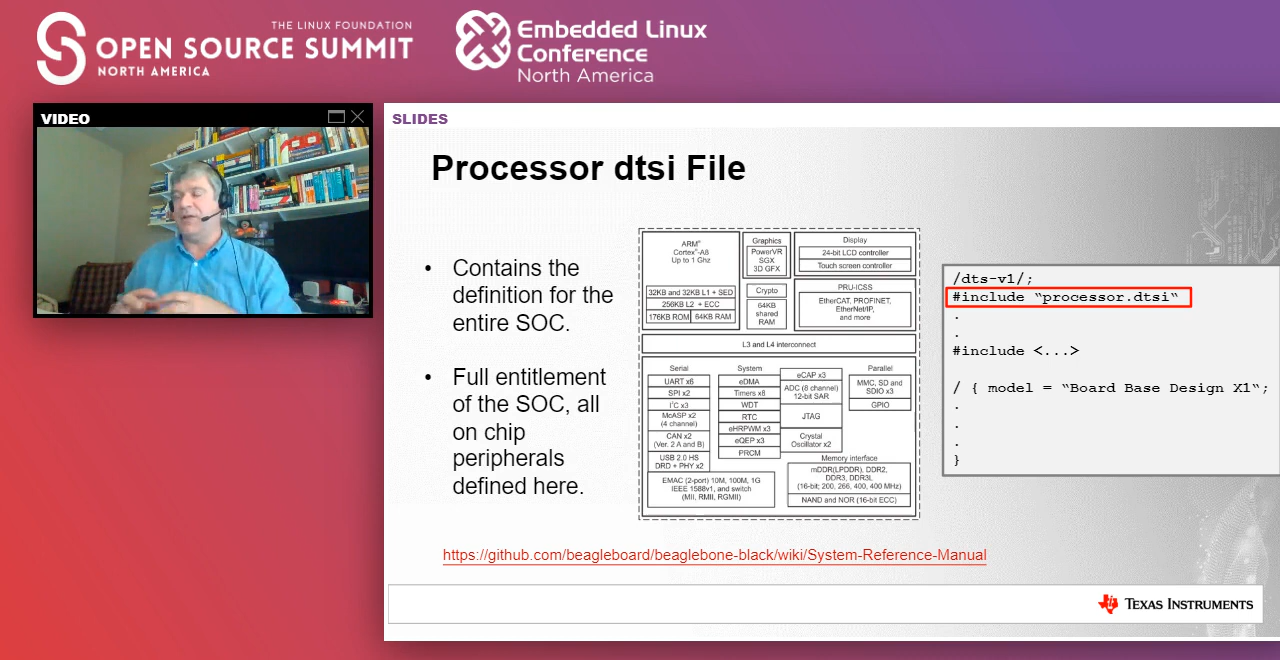 THE LINUX FOUNDATION
OPEN SOURCE SUMMIT
NORTH AMERICA
Embedded Linux
Conference
North America
VIDEO
SLIDES
Processor dtsi File
• Contains the
definition for the
entire SOC.
• Full entitlement
of the SOC, all
on chip
peripherals
defined here.
ARM®
Cortex®-A8
Up to 1 Ghz
32KB and 32KB L1 + SED
256KB L2 + ECC
176KB ROM
64KB RAM
Graphics
PowerVR
SGX
3D GFX
Crypto
64KB
shared
RAM
Display
24-bit LCD controller
Touch screen controller
PRU-ICSS
EtherCAT, PROFINET,
EtherNet/IP,
and more
L3 and L4 interconnect
Serial
UART x6
SPI x2
I²C x3
McASP x2
(4 channel)
CAN x2
(Ver. 2 A and B)
USB 2.0 HS
DRD + PHY x2
EMAC (2-port) 10M, 100M, 1G
IEEE 1588v1, and switch
(MII, RMII, RGMII)
System
eDMA
Timers x8
WDT
RTC
eHRPWM x3
eQEP x3
PRCM
eCAP x3
ADC (8 channel)
12-bit SAR
JTAG
Crystal
Oscillator x2
Parallel
MMC, SD and
SDIO x3
GPIO
Memory interface
mDDR(LPDDR), DDR2,
DDR3, DDR3L
(16-bit; 200, 266, 400, 400 MHz)
NAND and NOR (16-bit ECC)
/dts-v1/;
#include “processor.dtsi“
.
.
#include <...>
/ { model = “Board Base Design X1“;
.
.
.
}
https://github.com/beagleboard/beaglebone-black/wiki/System-Reference-Manual
TEXAS INSTRUMENTS